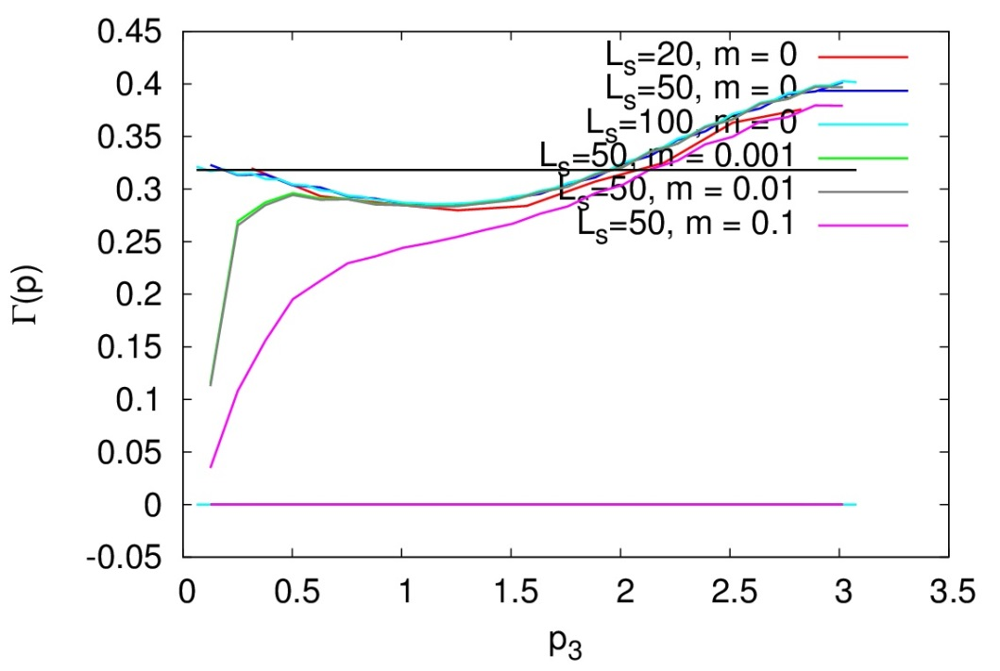 0.45
0.4
0.35
0.3
0.25
0.2
0.15
0.1
0.05
0
-0.05
Γ(p)
L_s=20, m = 0
L_s=50, m = 0
L_s=100, m = 0
L_s=50, m = 0.001
L_s=50, m = 0.01
L_s=50, m = 0.1
0 0.5 1 1.5 2 2.5 3 3.5
p_3